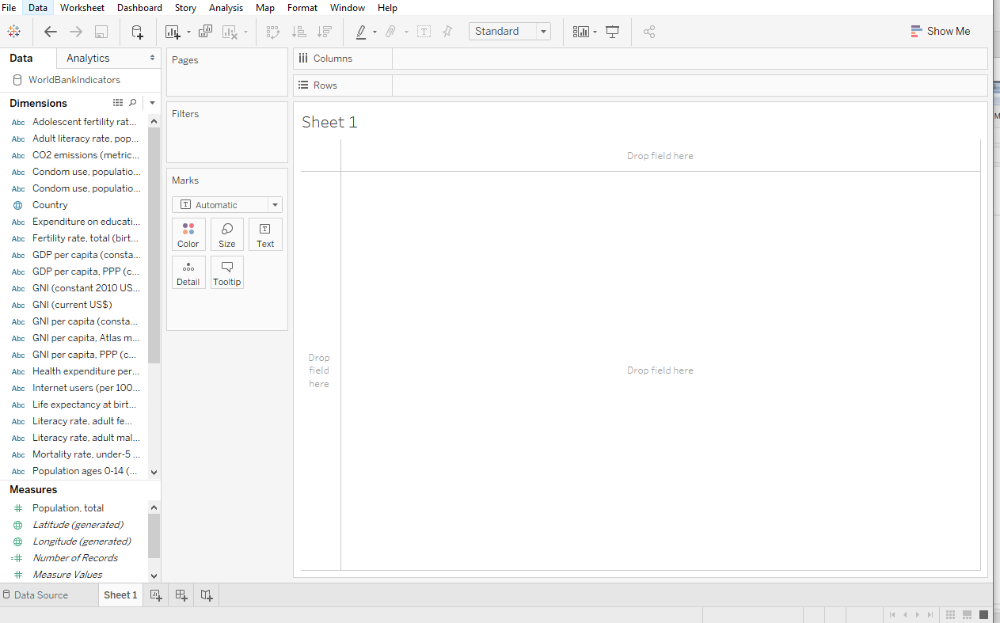 File Data Worksheet Dashboard Story Analysis Map Format Window Help
Standard
Show Me
Data Analytics
WorldBankIndicators
Dimensions
Abc Adolescent fertility rat...
Abc Adult literacy rate, pop...
Abc CO2 emissions (metric...
Abc Condom use, populatio...
Abc Condom use, populatio...
Country
Abc Expenditure on educati...
Abc Fertility rate, total (birt...
Abc GDP per capita (consta...
Abc GDP per capita, PPP (c...
Abc GNI (constant 2010 US...
Abc GNI (current US$)
Abc GNI per capita (consta...
Abc GNI per capita, Atlas m...
Abc GNI per capita, PPP (c...
Abc Health expenditure per...
Abc Internet users (per 100...
Abc Life expectancy at birt...
Abc Literacy rate, adult fe...
Abc Literacy rate, adult mal...
Abc Mortality rate, under-5 ...
Abc Population ages 0-14 (...
Measures
Population, total
Latitude (generated)
Longitude (generated)
Number of Records
Measure Values
Pages
Filters
Marks
Automatic
Color Size Text
Detail Tooltip
Columns
Rows
Sheet 1
Drop field here
Drop
field
here
Drop field here
Data Source Sheet 1